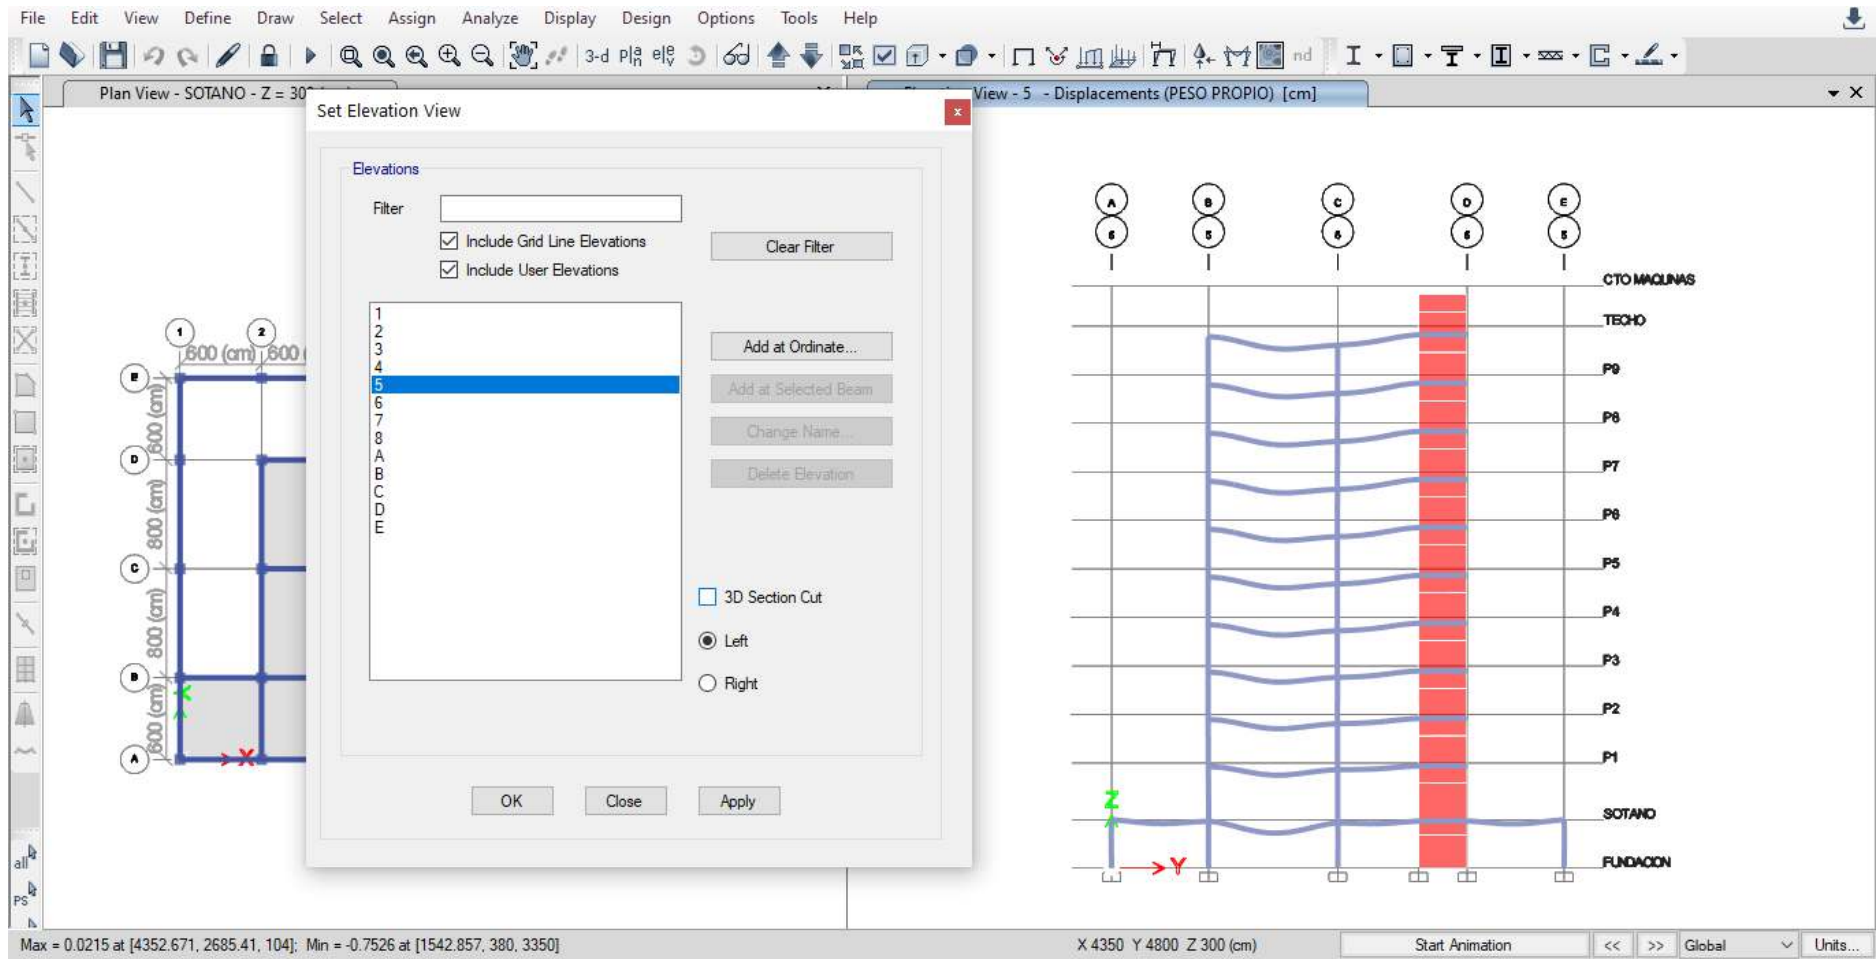 File Edit View Define Draw Select Assign Analyze Display Design Options Tools Help
3-d nd
Plan View - SOTANO - Z = 30
View - 5 - Displacements (PESO PROPIO) [cm]
Set Elevation View
x
Elevations
Filter
Include Grid Line Elevations
Include User Elevations
Clear Filter
1
2
3
4
5
6
7
8
A
B
C
D
E
Add at Ordinate...
Add at Selected Beam
Change Name...
Delete Elevation
3D Section Cut
Left
Right
OK Close Apply
1 2
600 (cm) 600 (
E
600 (cm)
D
800 (cm)
C
800 (cm)
B
600 (cm)
A
X
A B C D E
5 5
CTO MAQUINAS
TECHO
P9
P8
P7
P6
P5
P4
P3
P2
P1
Z
SOTANO
Y
FUNDACION
all
PS
Max = 0.0215 at [4352.671, 2685.41, 104]; Min = -0.7526 at [1542.857, 380, 3350]
X 4350 Y 4800 Z 300 (cm)
Start Animation << >> Global Units...